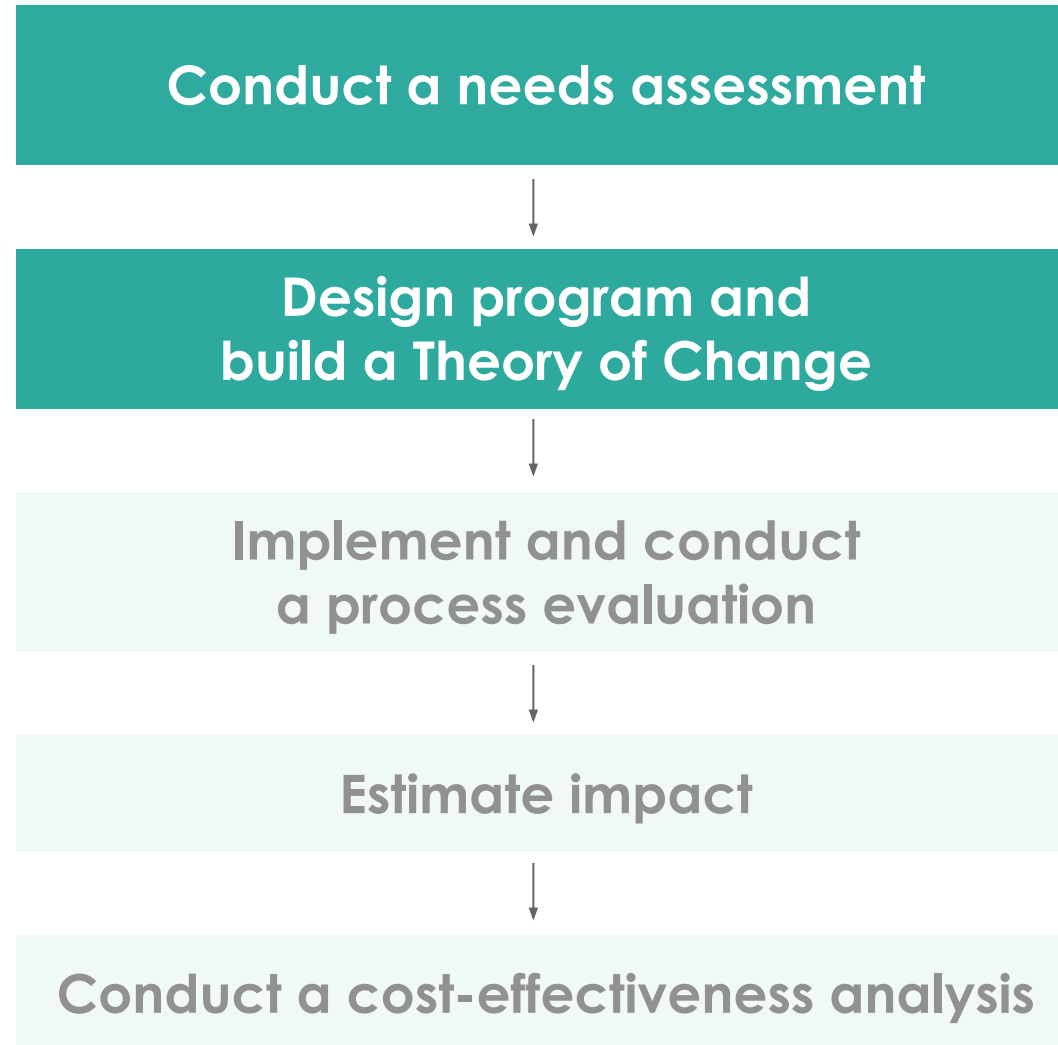 Conduct a needs assessment
Design program and
build a Theory of Change
Implement and conduct
a process evaluation
Estimate impact
Conduct a cost-effectiveness analysis